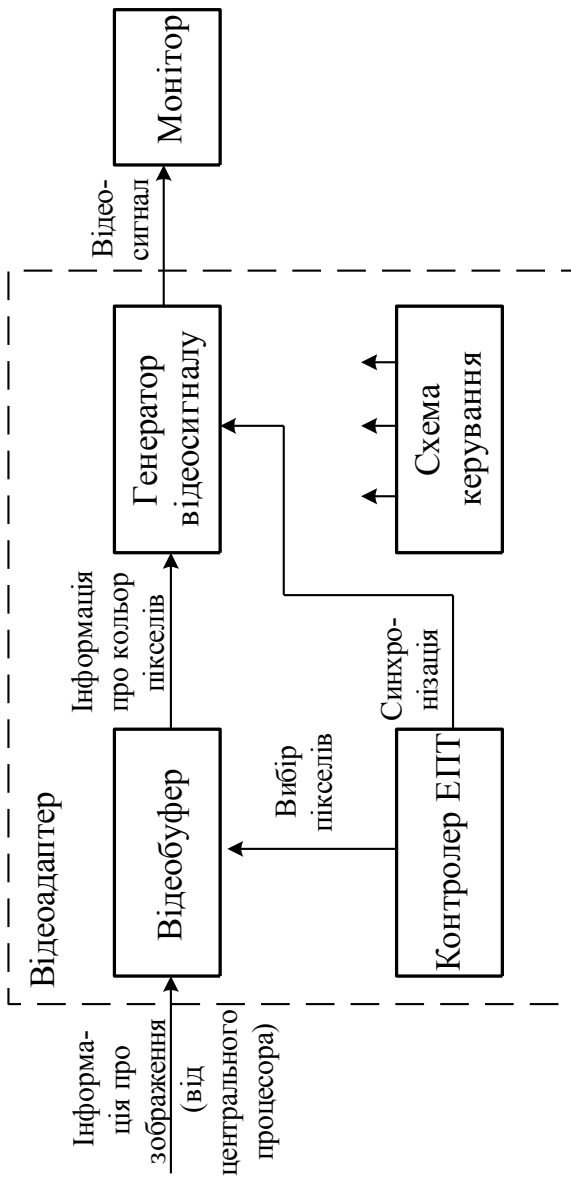 Відеоадаптер
Інформа-
ція про
зображення
(від
центрального
процесора)
Відеобуфер
Інформація
про кольор
пікселів
Генератор
відеосигналу
Відео-
сигнал
Монітор
Вибір
пікселів
Контролер ЕПТ
Синхро-
нізація
Схема
керування